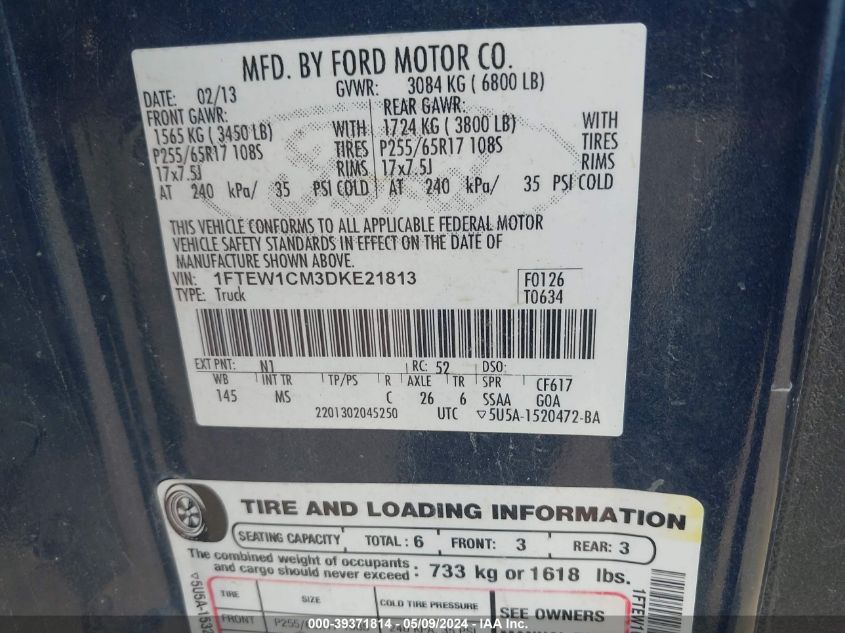 MFD. BY FORD MOTOR CO.
DATE: 02/13 GVWR: 3084 KG ( 6800 LB)
FRONT GAWR: REAR GAWR:
1565 KG ( 3450 LB) WITH 1724 KG ( 3800 LB) WITH
P255/65R17 108S TIRES P255/65R17 108S TIRES
17x7.5J RIMS 17x7.5J RIMS
AT 240 kPa/ 35 PSI COLD AT 240 kPa/ 35 PSI COLD
THIS VEHICLE CONFORMS TO ALL APPLICABLE FEDERAL MOTOR
VEHICLE SAFETY STANDARDS IN EFFECT ON THE DATE OF
MANUFACTURE SHOWN ABOVE.
VIN: 1FTEW1CM3DKE21813 F0126
TYPE: Truck T0634
EXT PNT: N1 RC: 52 DSO:
WB INT TR TP/PS R AXLE TR SPR CF617
145 MS C 26 6 SSAA GOA
2201302045250 UTC ▽5U5A-1520472-BA
TIRE AND LOADING INFORMATION
SEATING CAPACITY TOTAL: 6 FRONT: 3 REAR: 3
The combined weight of occupants
and cargo should never exceed : 733 kg or 1618 lbs.
TIRE SIZE COLD TIRE PRESSURE SEE OWNERS
FRONT
000-39371814 - 05/09/2024 - IAAI.com